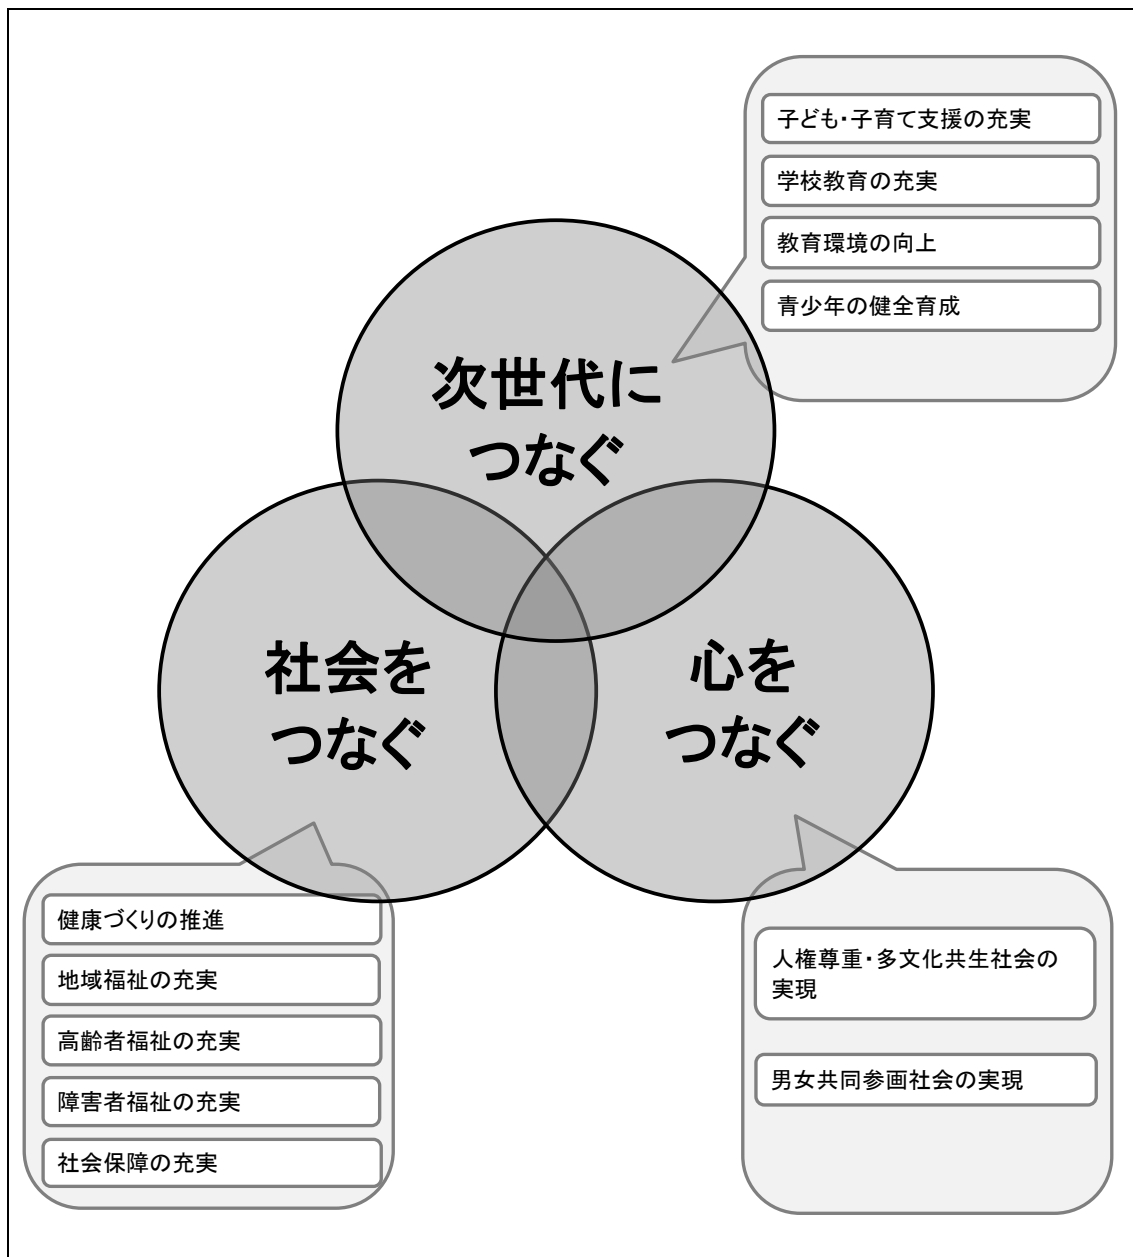 子ども・子育て支援の充実
学校教育の充実
教育環境の向上
青少年の健全育成
次世代に
つなぐ
社会を
つなぐ
心を
つなぐ
健康づくりの推進
地域福祉の充実
高齢者福祉の充実
障害者福祉の充実
社会保障の充実
人権尊重・多文化共生社会の
実現
男女共同参画社会の実現